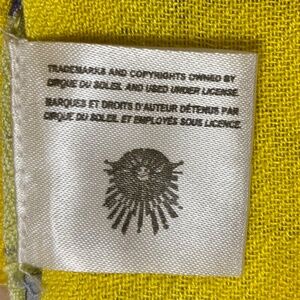 TRADEMARKS AND COPYRIGHTS OWNED BY
CIRQUE DU SOLEIL AND USED UNDER LICENSE.
MARQUES ET DROITS D'AUTEUR DÉTENUS PAR
CIRQUE DU SOLEIL ET EMPLOYÉS SOUS LICENCE.